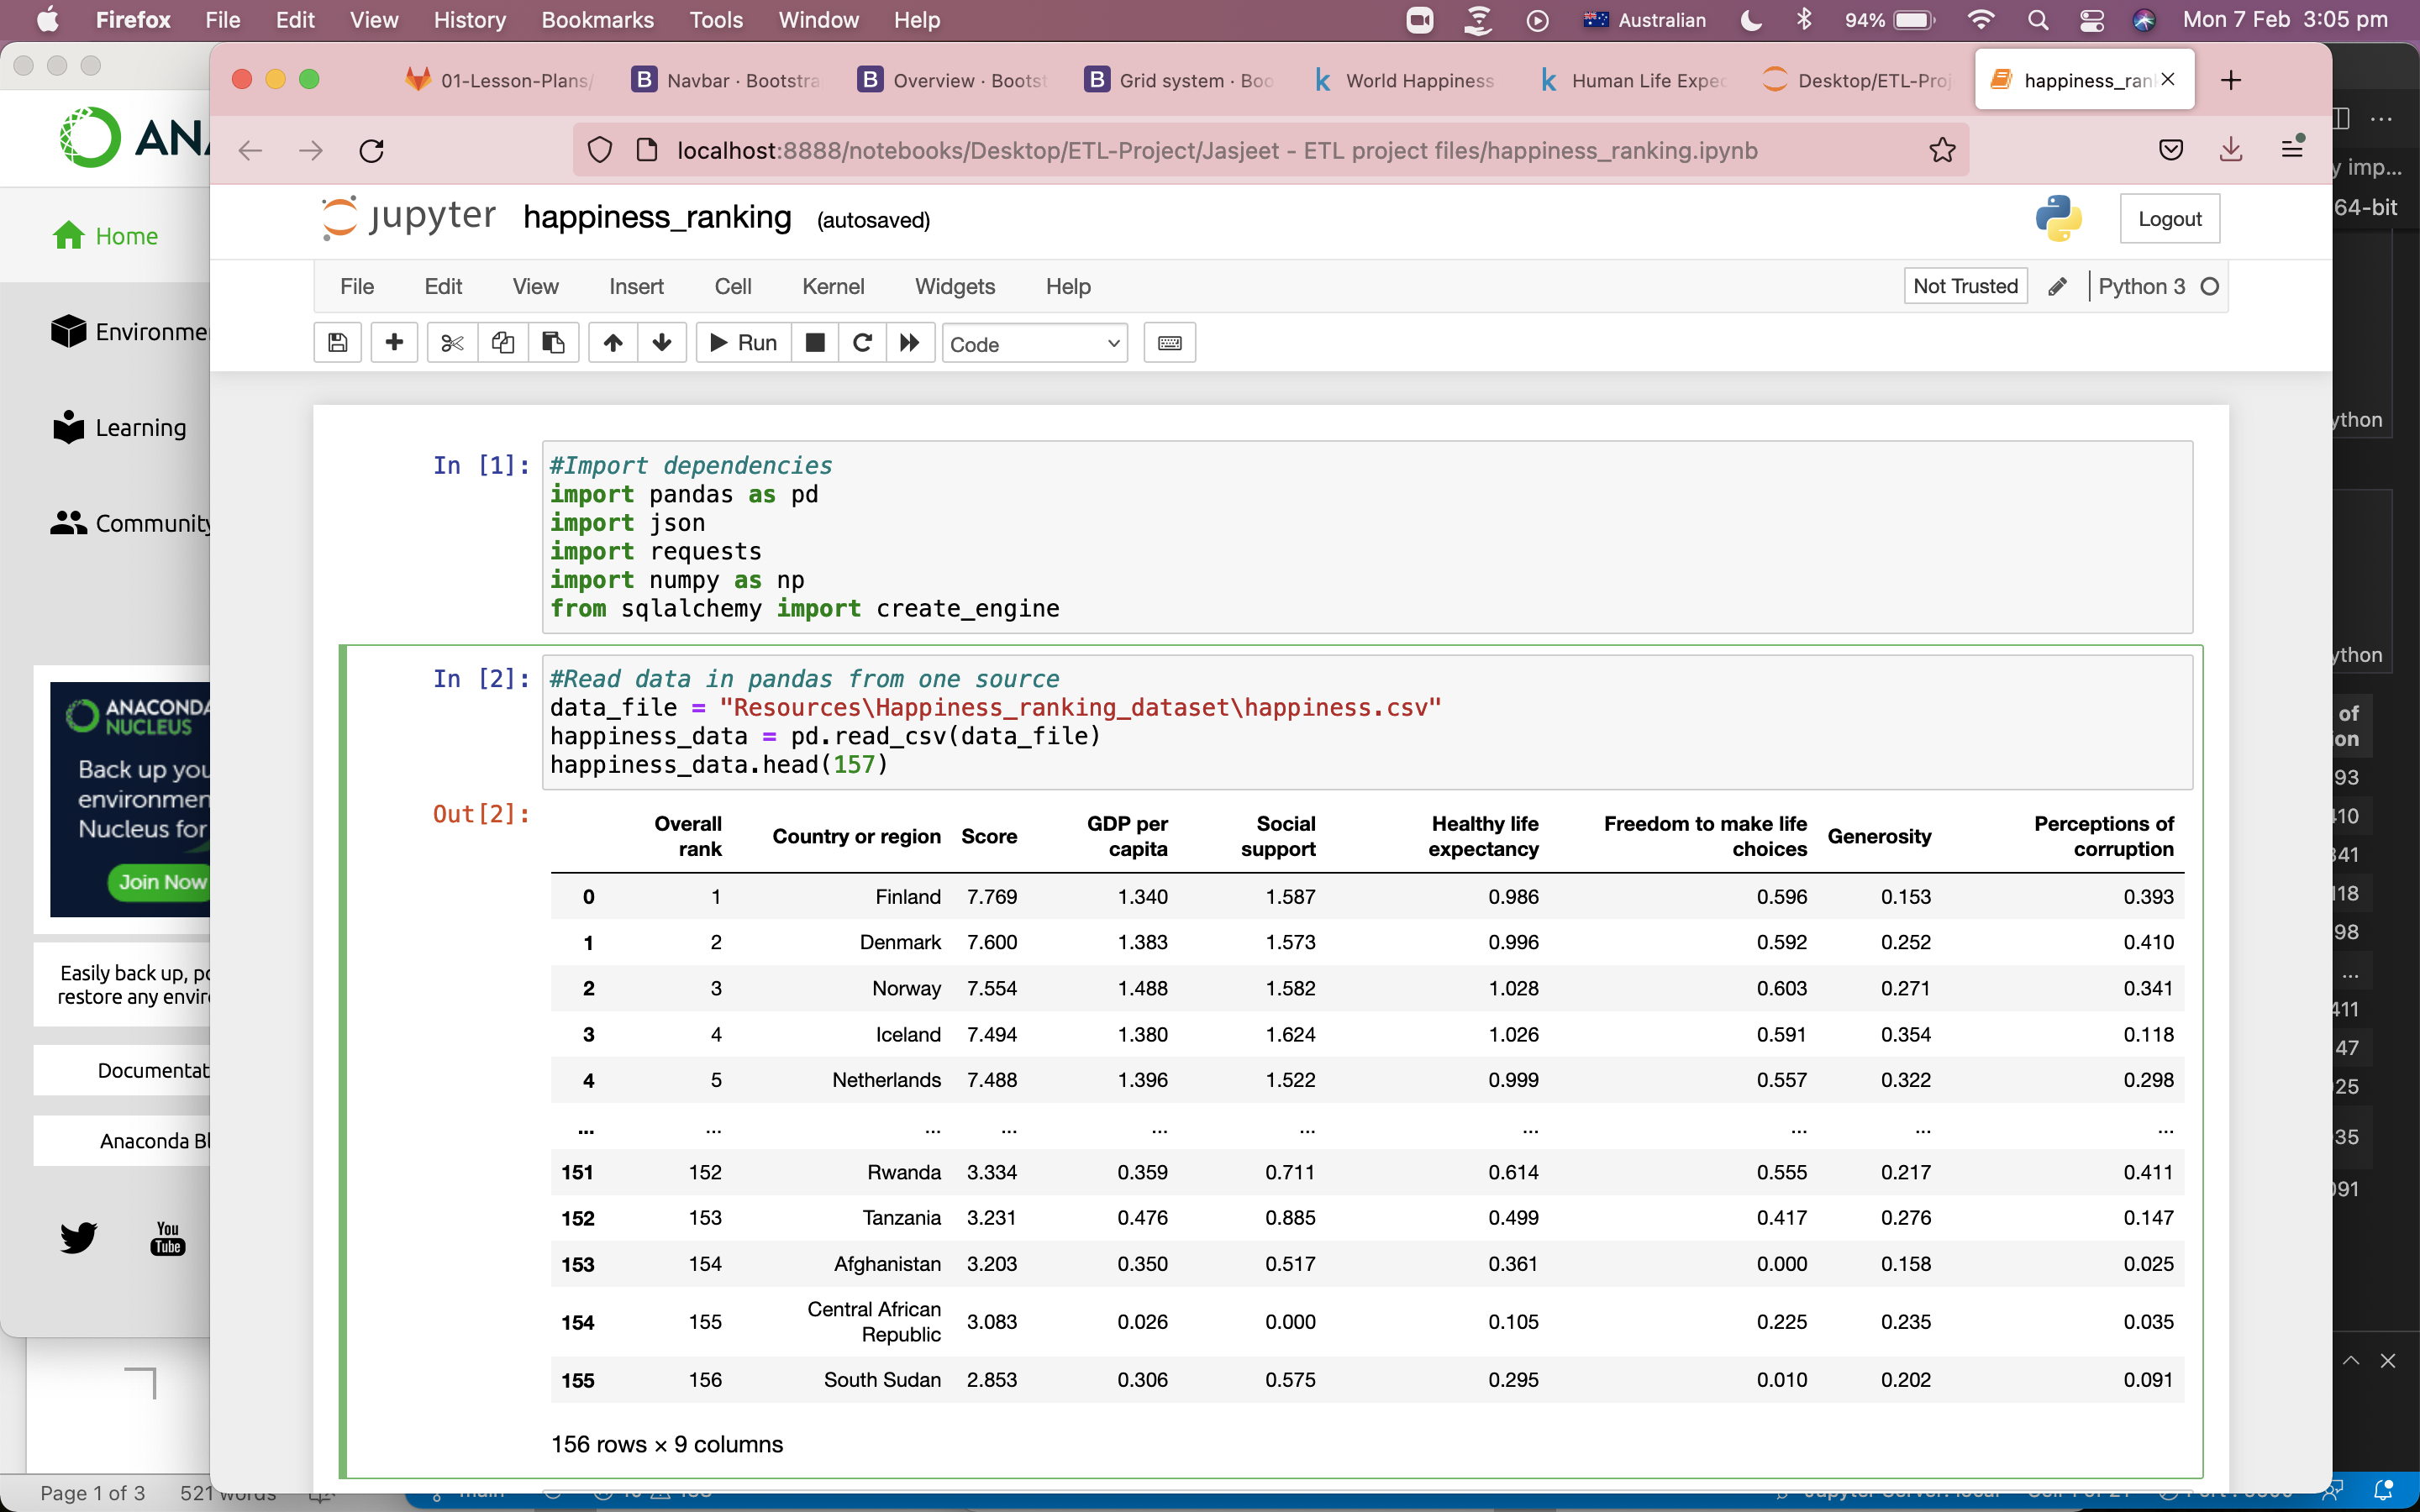 Firefox File Edit View History Bookmarks Tools Window Help Australian 94% Mon 7 Feb 3:05 pm
01-Lesson-Plans/ Navbar · Bootstra Overview · Bootst Grid system · Boo World Happiness Human Life Expec Desktop/ETL-Proj happiness_ran
localhost:8888/notebooks/Desktop/ETL-Project/Jasjeet - ETL project files/happiness_ranking.ipynb
jupyter happiness_ranking (autosaved) Logout
File Edit View Insert Cell Kernel Widgets Help Not Trusted Python 3
Run Code
In [1]: #Import dependencies
import pandas as pd
import json
import requests
import numpy as np
from sqlalchemy import create_engine
In [2]: #Read data in pandas from one source
data_file = "Resources\Happiness_ranking_dataset\happiness.csv"
happiness_data = pd.read_csv(data_file)
happiness_data.head(157)
Out[2]:
Overall rank Country or region Score GDP per capita Social support Healthy life expectancy Freedom to make life choices Generosity Perceptions of corruption
0 1 Finland 7.769 1.340 1.587 0.986 0.596 0.153 0.393
1 2 Denmark 7.600 1.383 1.573 0.996 0.592 0.252 0.410
2 3 Norway 7.554 1.488 1.582 1.028 0.603 0.271 0.341
3 4 Iceland 7.494 1.380 1.624 1.026 0.591 0.354 0.118
4 5 Netherlands 7.488 1.396 1.522 0.999 0.557 0.322 0.298
... ... ... ... ... ... ... ... ... ...
151 152 Rwanda 3.334 0.359 0.711 0.614 0.555 0.217 0.411
152 153 Tanzania 3.231 0.476 0.885 0.499 0.417 0.276 0.147
153 154 Afghanistan 3.203 0.350 0.517 0.361 0.000 0.158 0.025
154 155 Central African Republic 3.083 0.026 0.000 0.105 0.225 0.235 0.035
155 156 South Sudan 2.853 0.306 0.575 0.295 0.010 0.202 0.091
156 rows × 9 columns
Home
Environme
Learning
Community
ANACONDA
NUCLEUS
Back up you
environmen
Nucleus for
Join Now
Easily back up, po
restore any envir
Documentat
Anaconda Bl
You
Tube
Page 1 of 3 521 words
y imp...
64-bit
ython
ython
of
on
93
10
41
18
98
...
411
47
25
35
091